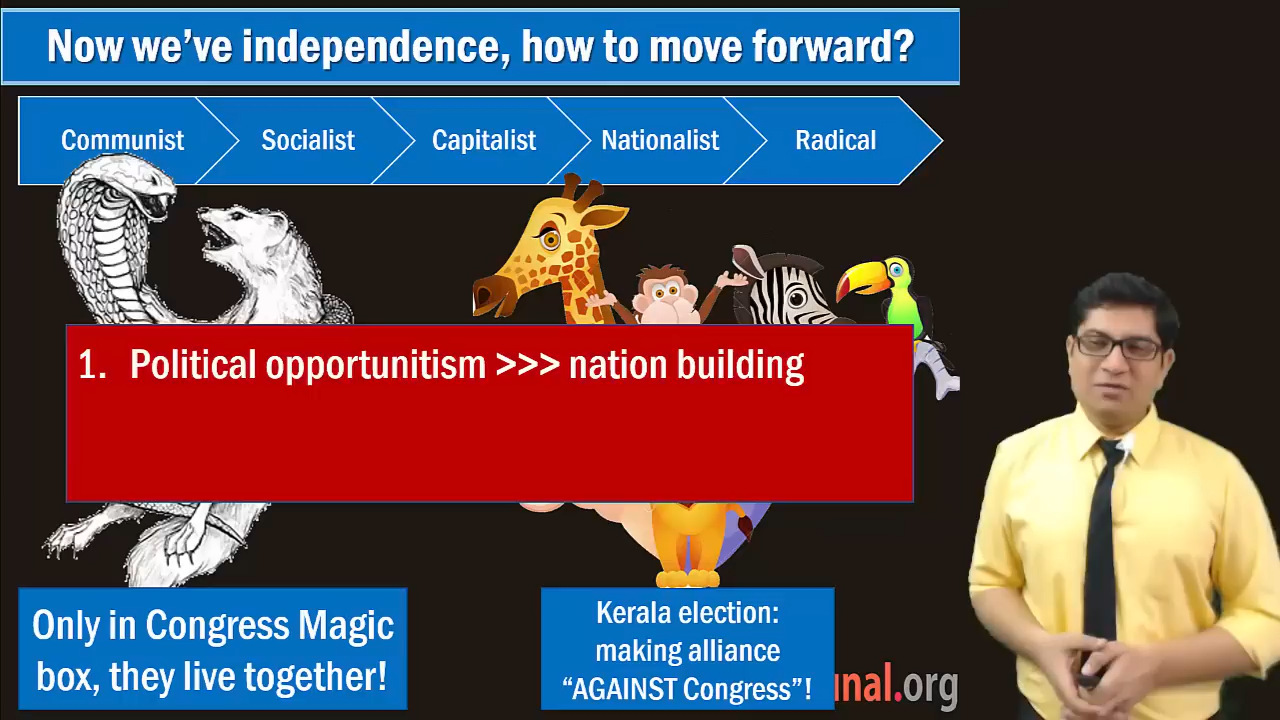 Now we've independence, how to move forward?
Communist
Socialist
Capitalist
Nationalist
Radical
1. Political opportunitism >>> nation building
Only in Congress Magic
box, they live together!
Kerala election:
making alliance
“AGAINST Congress”!
unal.org